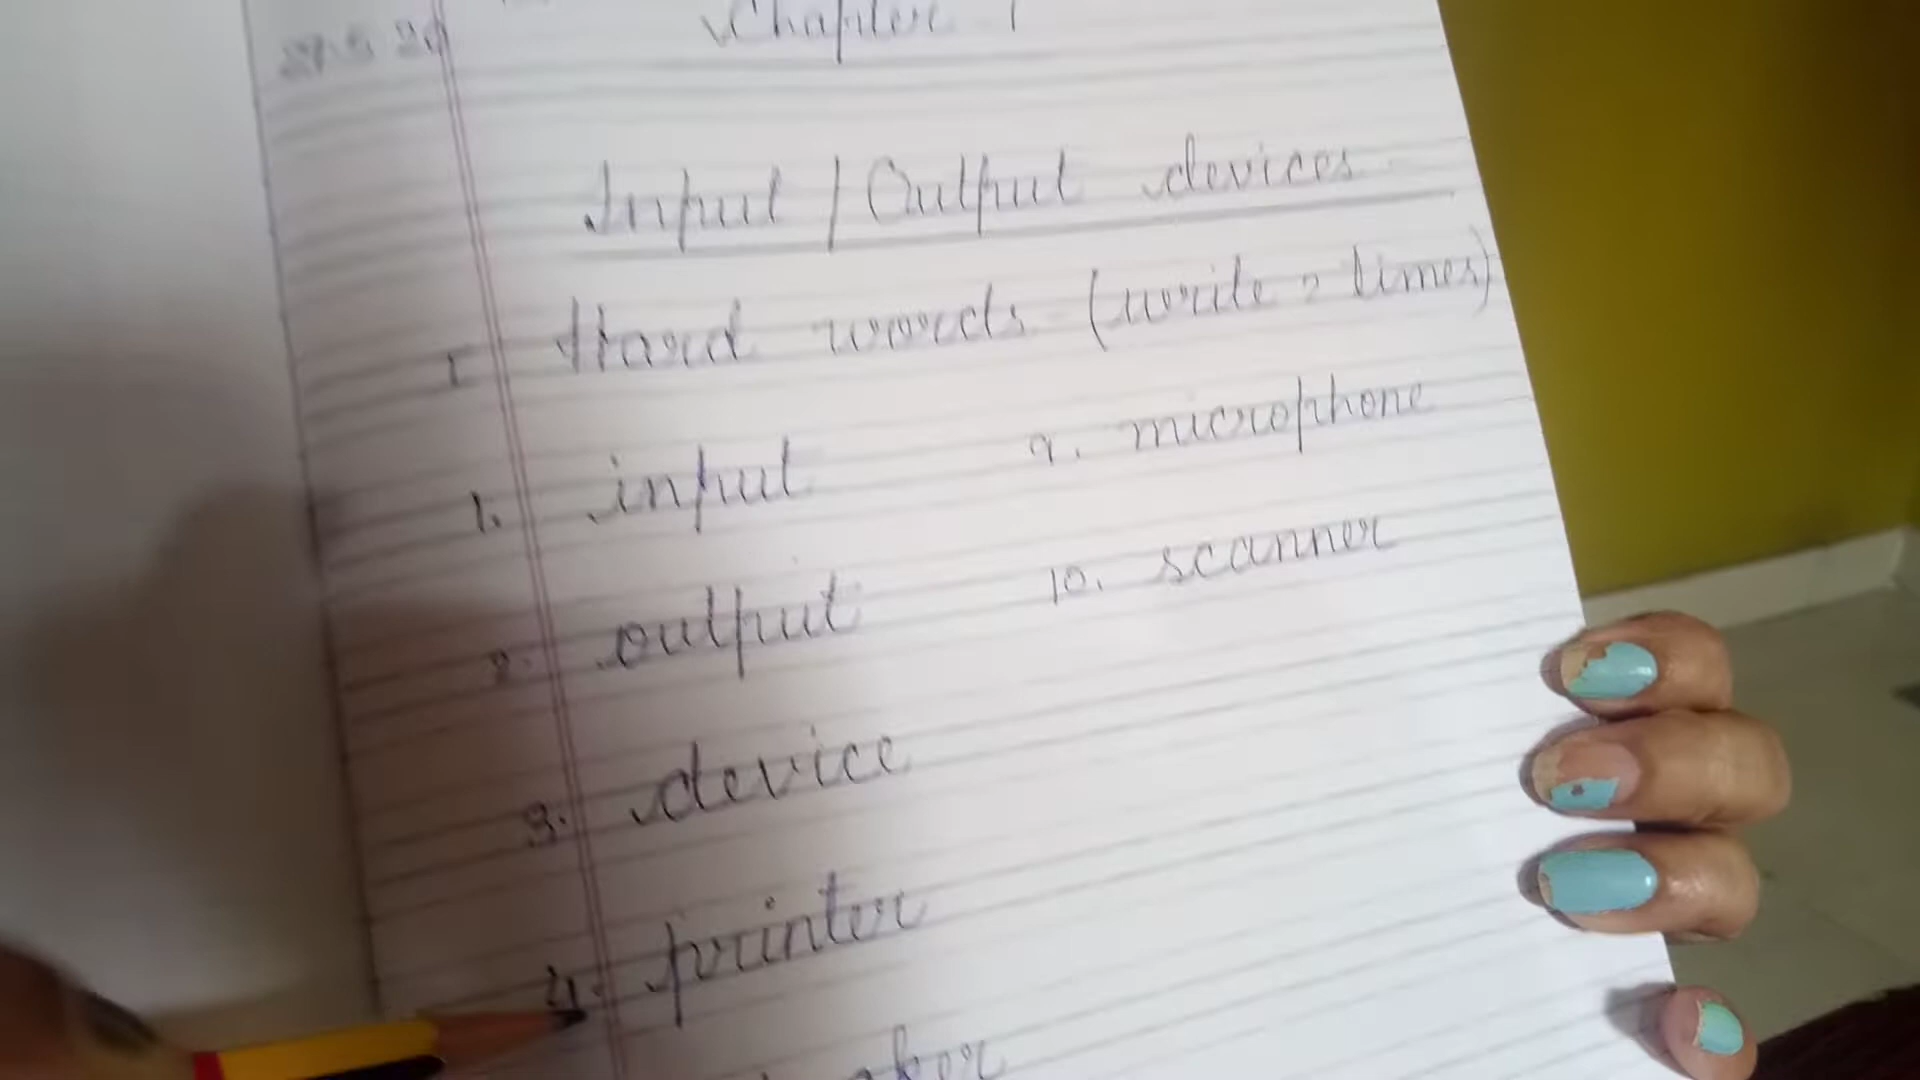 Chapter 1
Input / Output devices
I Hard words (write 2 times)
1. input
2. output
3. device
4. printer
9. microphone
10. scanner